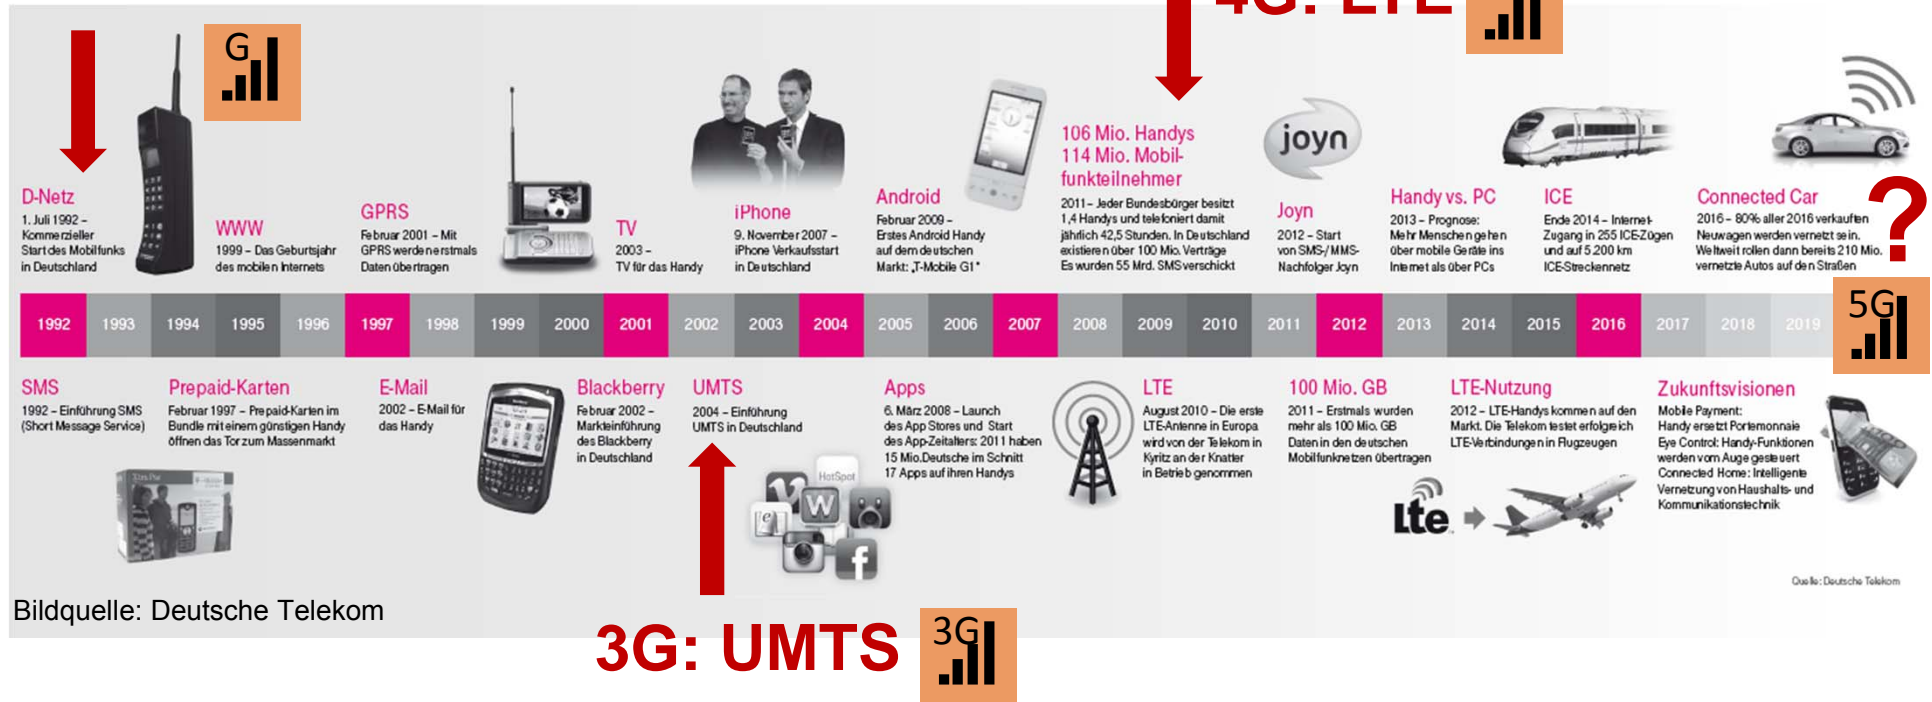 4G: LTE
G
D-Netz
1. Juli 1992 –
Kommerzieller
Start des Mobilfunks
in Deutschland
WWW
1999 – Das Geburtsjahr
des mobilen Internets
GPRS
Februar 2001 – Mit
GPRS werden erstmals
Daten übertragen
TV
2003 –
TV für das Handy
iPhone
9. November 2007 –
iPhone Verkaufsstart
in Deutschland
Android
Februar 2009 –
Erstes Android Handy
auf dem deutschen
Markt: „T-Mobile G1“
106 Mio. Handys
114 Mio. Mobil-
funkteilnehmer
2011 – Jeder Bundesbürger besitzt
1,4 Handys und telefoniert damit
jährlich 42,5 Stunden. In Deutschland
existieren über 100 Mio. Verträge
Es wurden 55 Mrd. SMS verschickt
joyn
Joyn
2012 – Start
von SMS-/MMS-
Nachfolger Joyn
Handy vs. PC
2013 – Prognose:
Mehr Menschen gehen
über mobile Geräte ins
Internet als über PCs
ICE
Ende 2014 – Internet-
Zugang in 255 ICE-Zügen
und auf 5.200 km
ICE-Streckennetz
Connected Car
2016 – 80% aller 2016 verkauften
Neuwagen werden vernetzt sein.
Weltweit rollen dann bereits 210 Mio.
vernetzte Autos auf den Straßen
?
1992 1993 1994 1995 1996 1997 1998 1999 2000 2001 2002 2003 2004 2005 2006 2007 2008 2009 2010 2011 2012 2013 2014 2015 2016 2017 2018 2019
5G
SMS
1992 – Einführung SMS
(Short Message Service)
Prepaid-Karten
Februar 1997 – Prepaid-Karten im
Bundle mit einem günstigen Handy
öffnen das Tor zum Massenmarkt
E-Mail
2002 – E-Mail für
das Handy
Blackberry
Februar 2002 –
Markteinführung
des Blackberry
in Deutschland
UMTS
2004 – Einführung
UMTS in Deutschland
HotSpot
W
f
Apps
6. März 2008 – Launch
des App Stores und Start
des App-Zeitalters: 2011 haben
15 Mio. Deutsche im Schnitt
17 Apps auf ihren Handys
LTE
August 2010 – Die erste
LTE-Antenne in Europa
wird von der Telekom in
Kyritz an der Knatter
in Betrieb genommen
100 Mio. GB
2011 – Erstmals wurden
mehr als 100 Mio. GB
Daten in den deutschen
Mobilfunknetzen übertragen
LTE-Nutzung
2012 – LTE-Handys kommen auf den
Markt. Die Telekom testet erfolgreich
LTE-Verbindungen in Flugzeugen
Lte
Zukunftsvisionen
Mobile Payment:
Handy ersetzt Portemonnaie
Eye Control: Handy-Funktionen
werden vom Auge gesteuert
Connected Home: Intelligente
Vernetzung von Haushalts- und
Kommunikationstechnik
Quelle: Deutsche Telekom
Bildquelle: Deutsche Telekom
3G: UMTS
3G